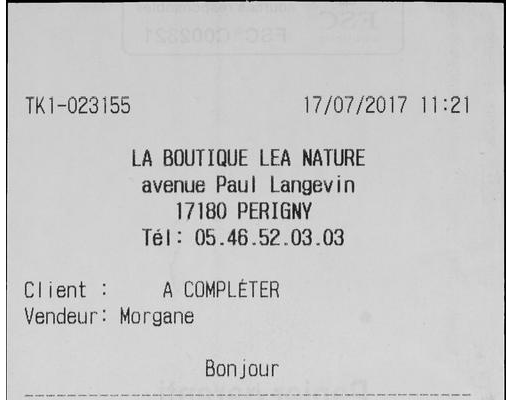 TK1-023155 17/07/2017 11:21
LA BOUTIQUE LEA NATURE
avenue Paul Langevin
17180 PERIGNY
Tél: 05.46.52.03.03
Client : A COMPLÉTER
Vendeur: Morgane
Bonjour